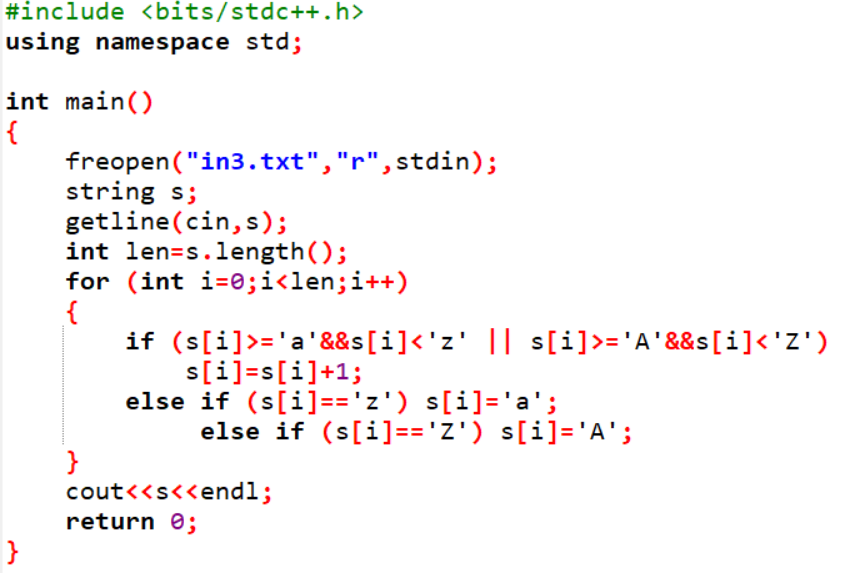 #include <bits/stdc++.h>
using namespace std;

int main()
{
    freopen("in3.txt","r",stdin);
    string s;
    getline(cin,s);
    int len=s.length();
    for (int i=0;i<len;i++)
    {
        if (s[i]>='a'&&s[i]<'z' || s[i]>='A'&&s[i]<'Z')
            s[i]=s[i]+1;
        else if (s[i]=='z') s[i]='a';
             else if (s[i]=='Z') s[i]='A';
    }
    cout<<s<<endl;
    return 0;
}